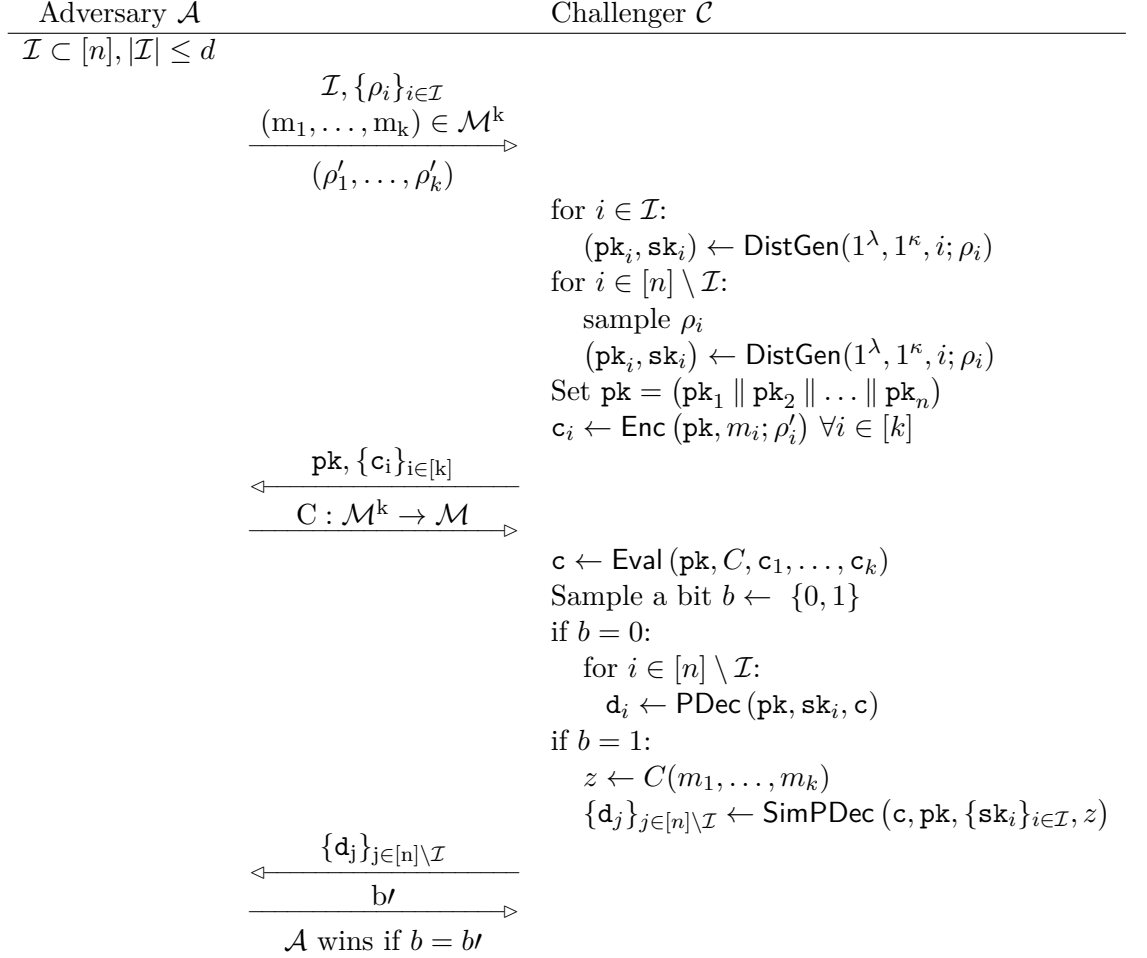 Adversary 𝒜 Challenger 𝒞
ℐ ⊂ [n], |ℐ| ≤ d
ℐ, {ρ_i}_{i∈ℐ}
(m_1, …, m_k) ∈ ℳ^k
(ρ′_1, …, ρ′_k)
for i ∈ ℐ:
(pk_i, sk_i) ← DistGen(1^λ, 1^κ, i; ρ_i)
for i ∈ [n] \ ℐ:
sample ρ_i
(pk_i, sk_i) ← DistGen(1^λ, 1^κ, i; ρ_i)
Set pk = (pk_1 ∥ pk_2 ∥ … ∥ pk_n)
c_i ← Enc (pk, m_i; ρ′_i) ∀i ∈ [k]
pk, {c_i}_{i∈[k]}
C : ℳ^k → ℳ
c ← Eval (pk, C, c_1, …, c_k)
Sample a bit b ← {0, 1}
if b = 0:
for i ∈ [n] \ ℐ:
d_i ← PDec (pk, sk_i, c)
if b = 1:
z ← C(m_1, …, m_k)
{d_j}_{j∈[n]\ℐ} ← SimPDec (c, pk, {sk_i}_{i∈ℐ}, z)
{d_j}_{j∈[n]\ℐ}
b′
𝒜 wins if b = b′